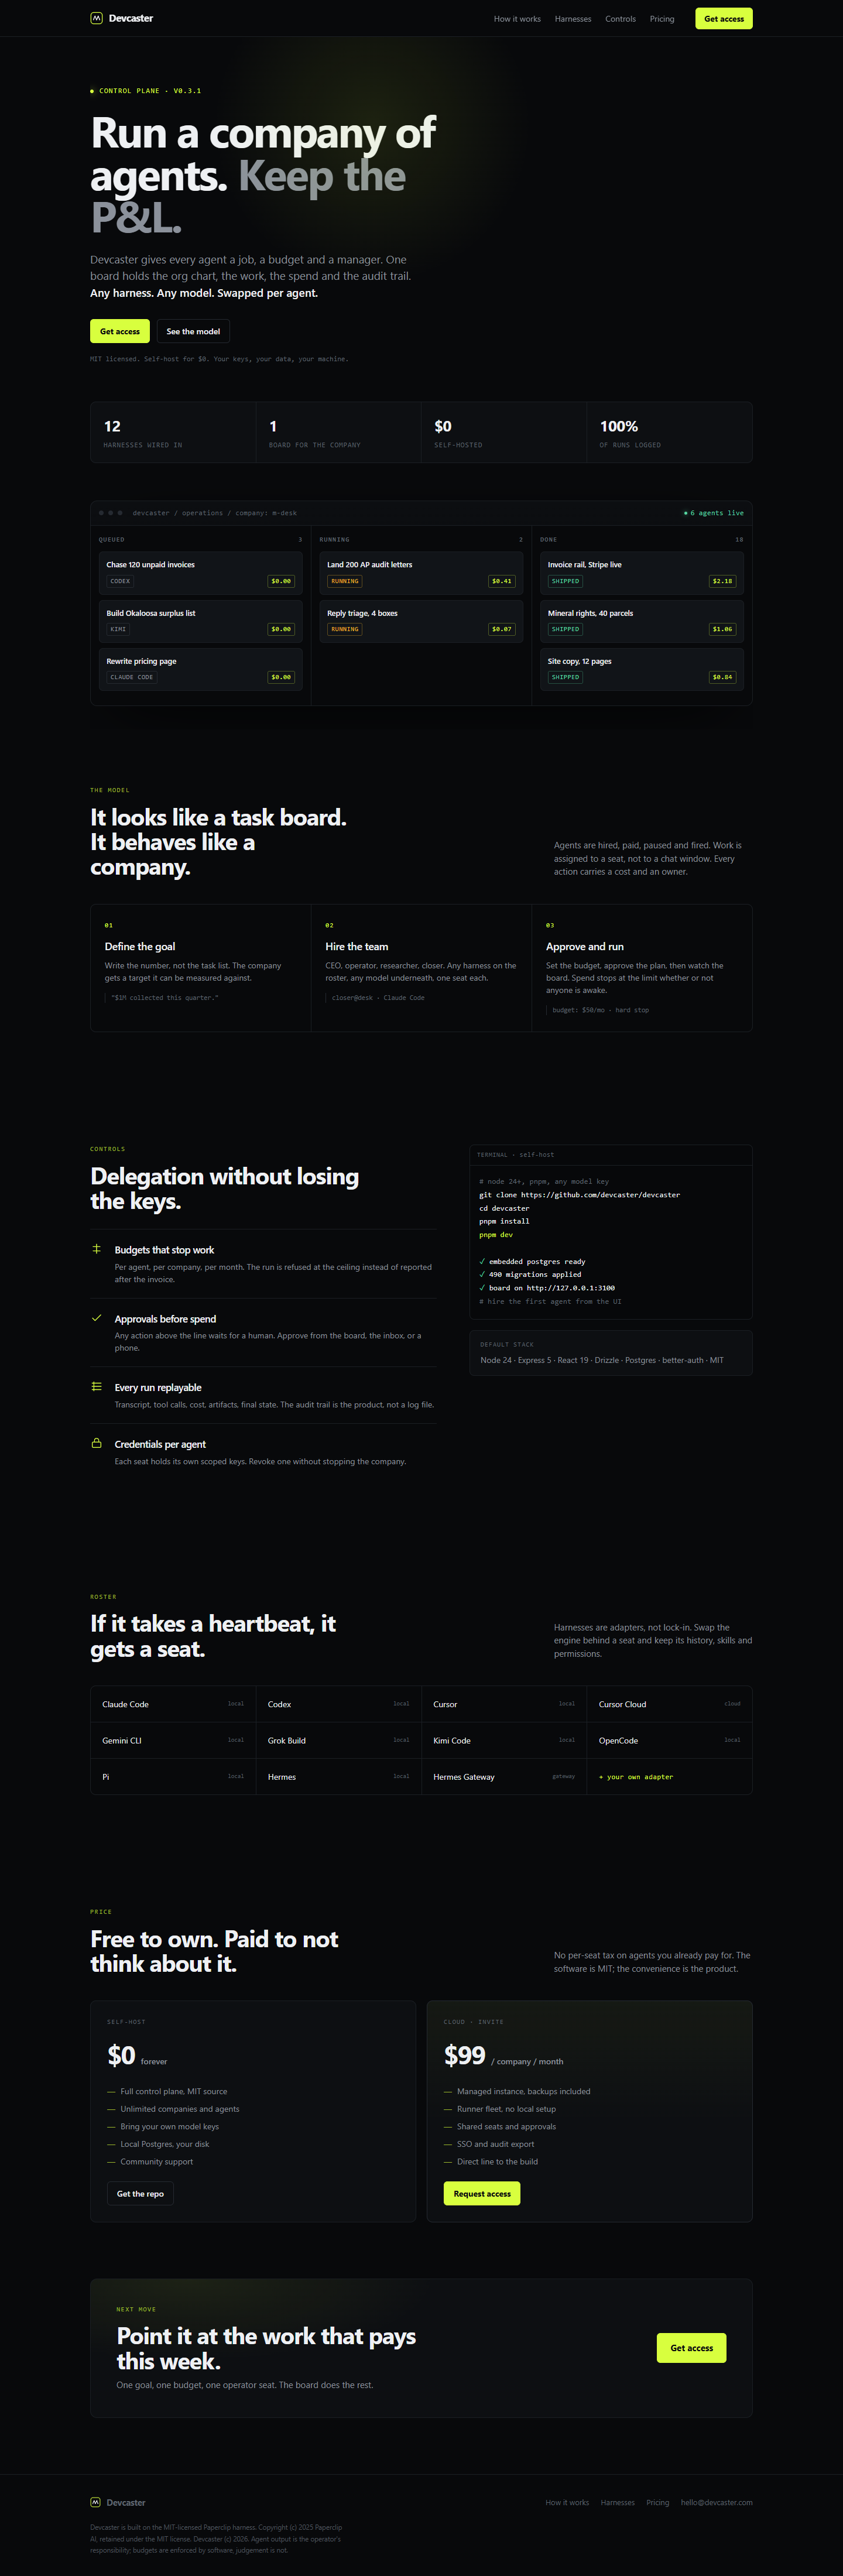 Devcaster
How it works
Harnesses
Controls
Pricing
Get access
CONTROL PLANE · V0.3.1
Run a company of
agents. Keep the
P&L.
Devcaster gives every agent a job, a budget and a manager. One
board holds the org chart, the work, the spend and the audit trail.
Any harness. Any model. Swapped per agent.
Get access
See the model
MIT licensed. Self-host for $0. Your keys, your data, your machine.
12
HARNESSES WIRED IN
1
BOARD FOR THE COMPANY
$0
SELF-HOSTED
100%
OF RUNS LOGGED
devcaster / operations / company: m-desk
6 agents live
QUEUED 3
Chase 120 unpaid invoices
CODEX $0.00
Build Okaloosa surplus list
KIMI $0.00
Rewrite pricing page
CLAUDE CODE $0.00
RUNNING 2
Land 200 AP audit letters
RUNNING $0.41
Reply triage, 4 boxes
RUNNING $0.07
DONE 18
Invoice rail, Stripe live
SHIPPED $2.18
Mineral rights, 40 parcels
SHIPPED $1.06
Site copy, 12 pages
SHIPPED $0.84
THE MODEL
It looks like a task board.
It behaves like a
company.
Agents are hired, paid, paused and fired. Work is
assigned to a seat, not to a chat window. Every
action carries a cost and an owner.
01
Define the goal
Write the number, not the task list. The company
gets a target it can be measured against.
"$1M collected this quarter."
02
Hire the team
CEO, operator, researcher, closer. Any harness on the
roster, any model underneath, one seat each.
closer@desk · Claude Code
03
Approve and run
Set the budget, approve the plan, then watch the
board. Spend stops at the limit whether or not
anyone is awake.
budget: $50/mo · hard stop
CONTROLS
Delegation without losing
the keys.
Budgets that stop work
Per agent, per company, per month. The run is refused at the ceiling instead of reported
after the invoice.
Approvals before spend
Any action above the line waits for a human. Approve from the board, the inbox, or a
phone.
Every run replayable
Transcript, tool calls, cost, artifacts, final state. The audit trail is the product, not a log file.
Credentials per agent
Each seat holds its own scoped keys. Revoke one without stopping the company.
TERMINAL · self-host
# node 24+, pnpm, any model key
git clone https://github.com/devcaster/devcaster
cd devcaster
pnpm install
pnpm dev
✓ embedded postgres ready
✓ 490 migrations applied
✓ board on http://127.0.0.1:3100
# hire the first agent from the UI
DEFAULT STACK
Node 24 · Express 5 · React 19 · Drizzle · Postgres · better-auth · MIT
ROSTER
If it takes a heartbeat, it
gets a seat.
Harnesses are adapters, not lock-in. Swap the
engine behind a seat and keep its history, skills and
permissions.
Claude Code local
Codex local
Cursor local
Cursor Cloud cloud
Gemini CLI local
Grok Build local
Kimi Code local
OpenCode local
Pi local
Hermes local
Hermes Gateway gateway
+ your own adapter
PRICE
Free to own. Paid to not
think about it.
No per-seat tax on agents you already pay for. The
software is MIT; the convenience is the product.
SELF-HOST
$0 forever
— Full control plane, MIT source
— Unlimited companies and agents
— Bring your own model keys
— Local Postgres, your disk
— Community support
Get the repo
CLOUD · INVITE
$99 / company / month
— Managed instance, backups included
— Runner fleet, no local setup
— Shared seats and approvals
— SSO and audit export
— Direct line to the build
Request access
NEXT MOVE
Point it at the work that pays
this week.
One goal, one budget, one operator seat. The board does the rest.
Get access
Devcaster
How it works
Harnesses
Pricing
hello@devcaster.com
Devcaster is built on the MIT-licensed Paperclip harness. Copyright (c) 2025 Paperclip
AI, retained under the MIT license. Devcaster (c) 2026. Agent output is the operator's
responsibility; budgets are enforced by software, judgement is not.